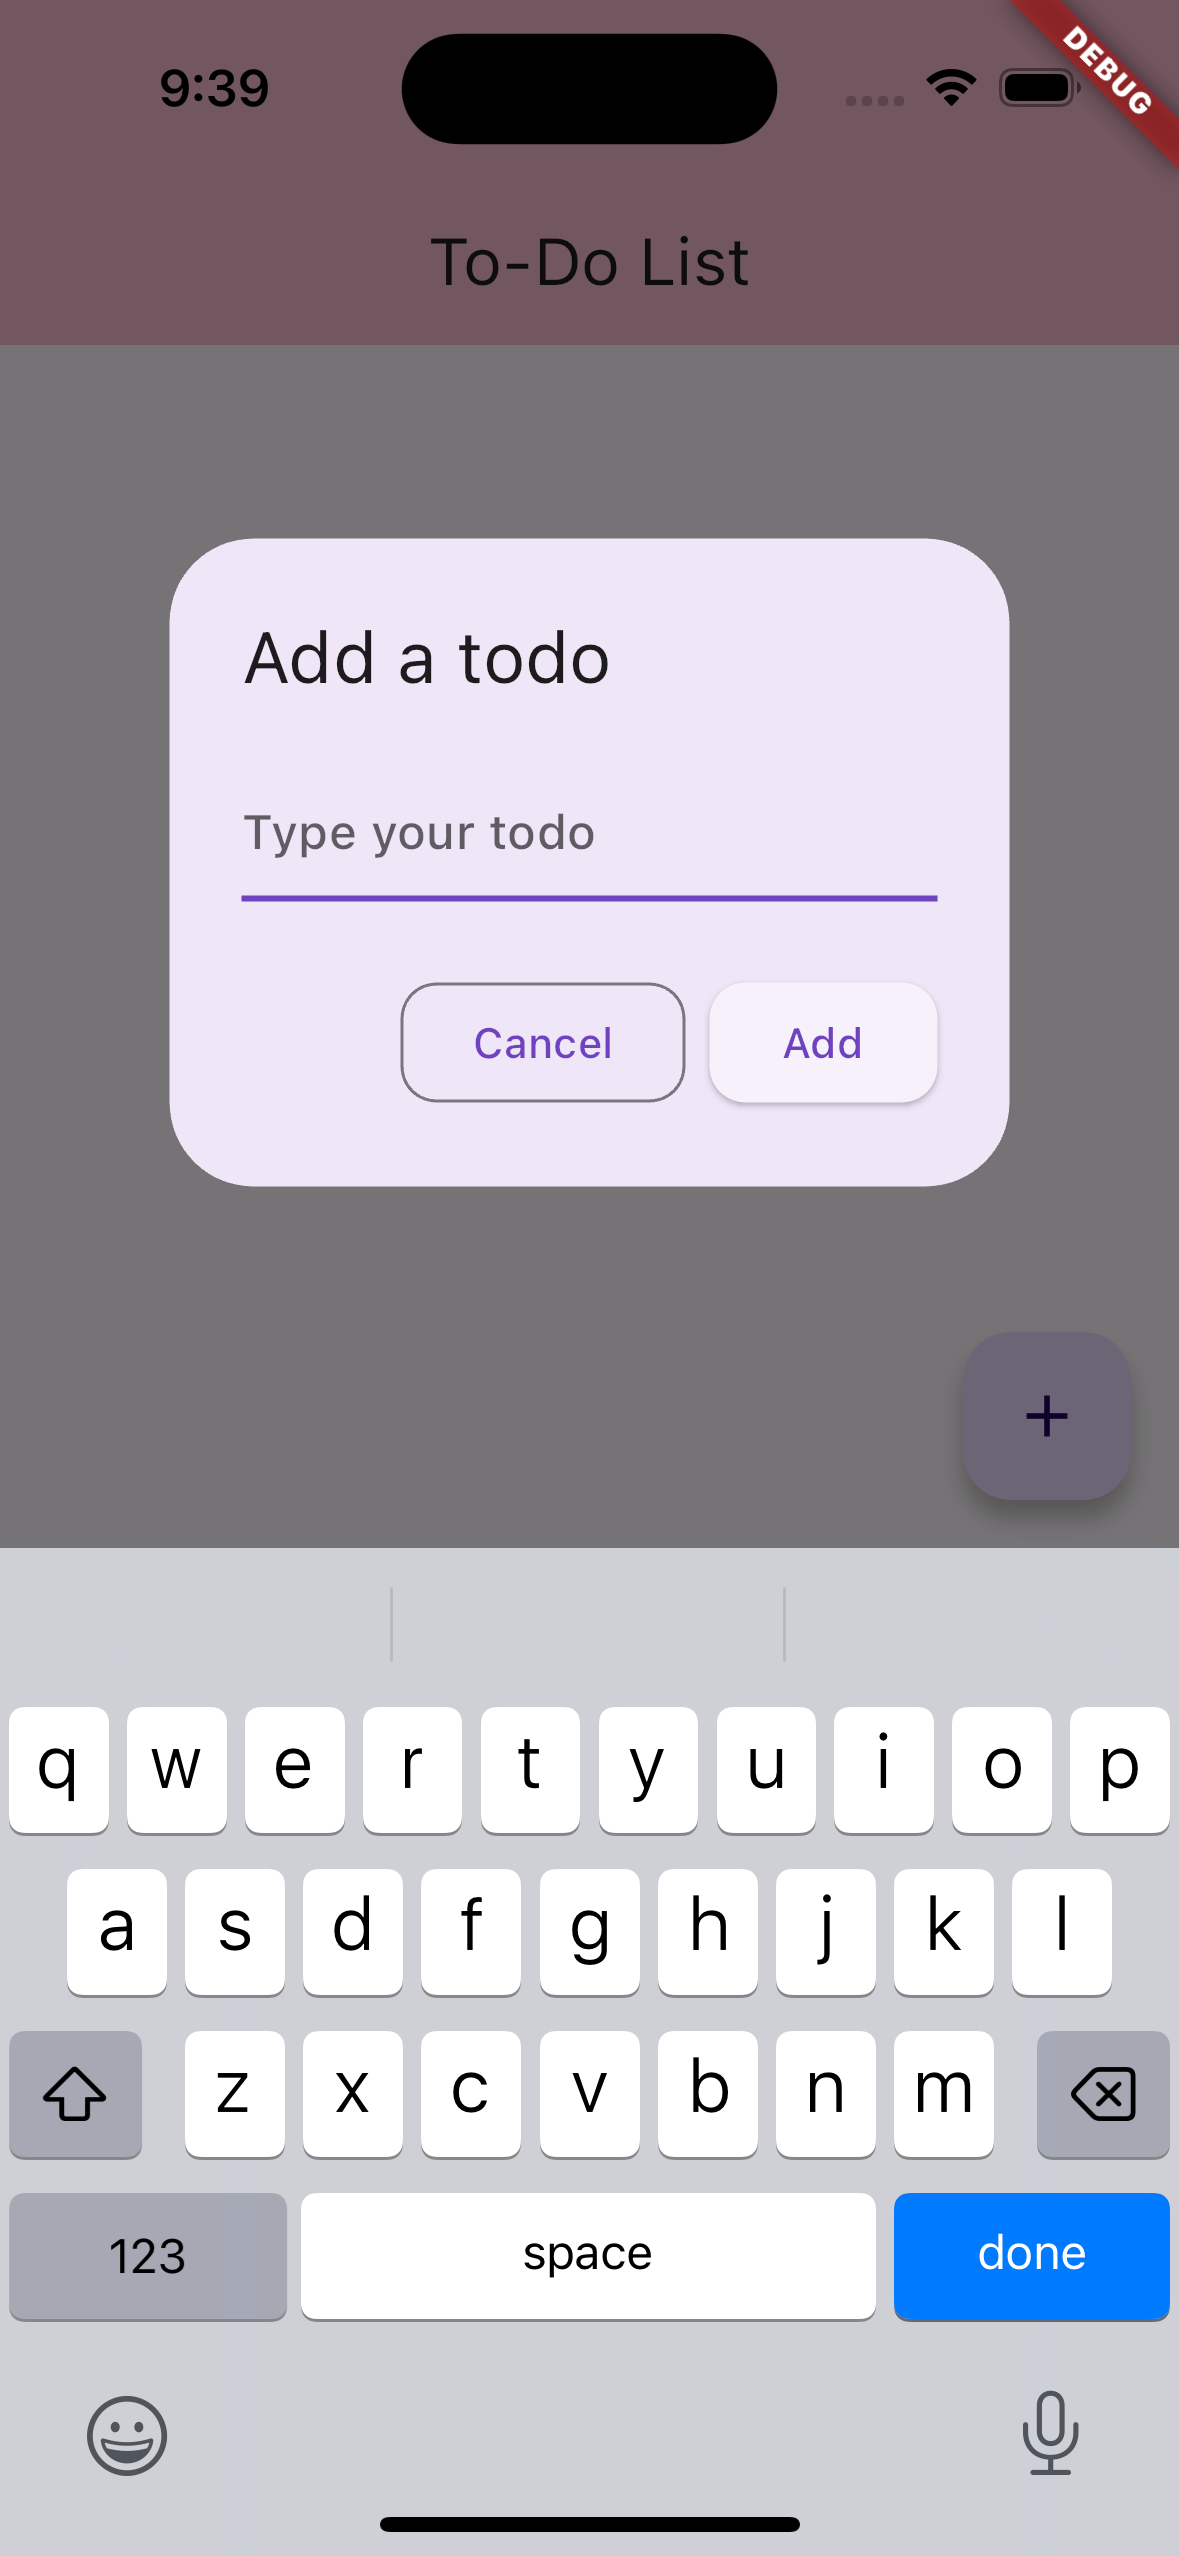 9:39
DEBUG
To-Do List
Add a todo
Type your todo
Cancel Add
q w e r t y u i o p
a s d f g h j k l
z x c v b n m
123 space done